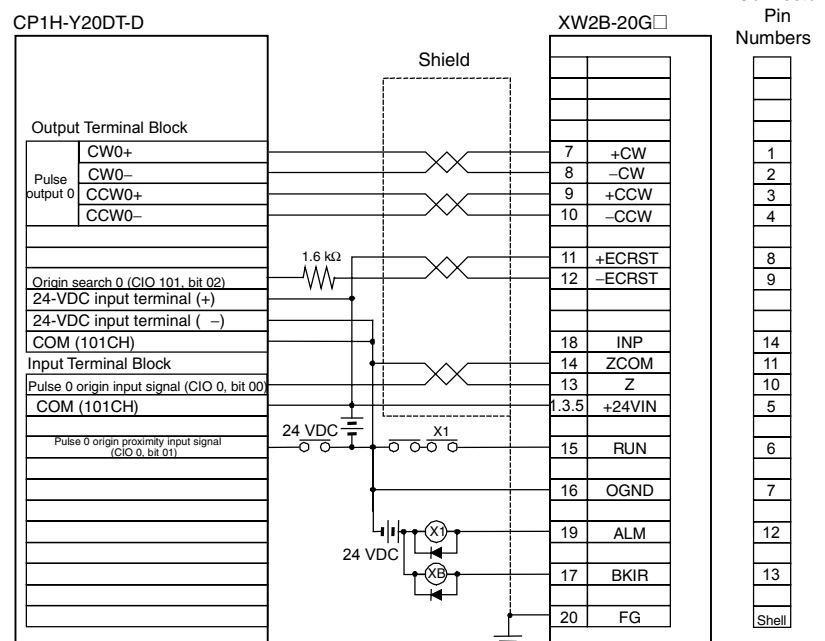 CP1H-Y20DT-D
XW2B-20G□
Pin
Numbers
Shield
Output Terminal Block
Pulse
output 0
CW0+
CW0−
CCW0+
CCW0−
7 +CW 1
8 −CW 2
9 +CCW 3
10 −CCW 4
1.6 kΩ
11 +ECRST 8
12 −ECRST 9
Origin search 0 (CIO 101, bit 02)
24-VDC input terminal (+)
24-VDC input terminal ( −)
COM (101CH)
18 INP 14
Input Terminal Block
14 ZCOM 11
Pulse 0 origin input signal (CIO 0, bit 00)
13 Z 10
COM (101CH)
1.3.5 +24VIN 5
24 VDC
X1
Pulse 0 origin proximity input signal
(CIO 0, bit 01)
15 RUN 6
16 OGND 7
X1
19 ALM 12
24 VDC
XB
17 BKIR 13
20 FG Shell